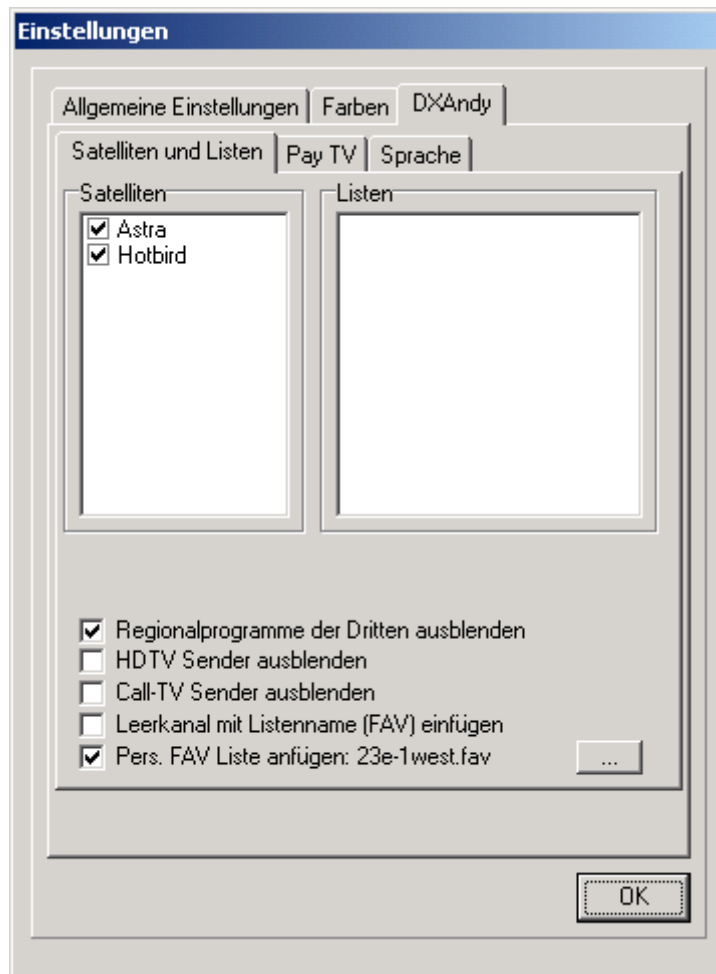 Einstellungen
Allgemeine Einstellungen Farben DXAndy
Satelliten und Listen Pay TV Sprache
Satelliten Listen
Astra
Hotbird
Regionalprogramme der Dritten ausblenden
HDTV Sender ausblenden
Call-TV Sender ausblenden
Leerkanal mit Listenname (FAV) einfügen
Pers. FAV Liste anfügen: 23e-1west.fav ...
OK